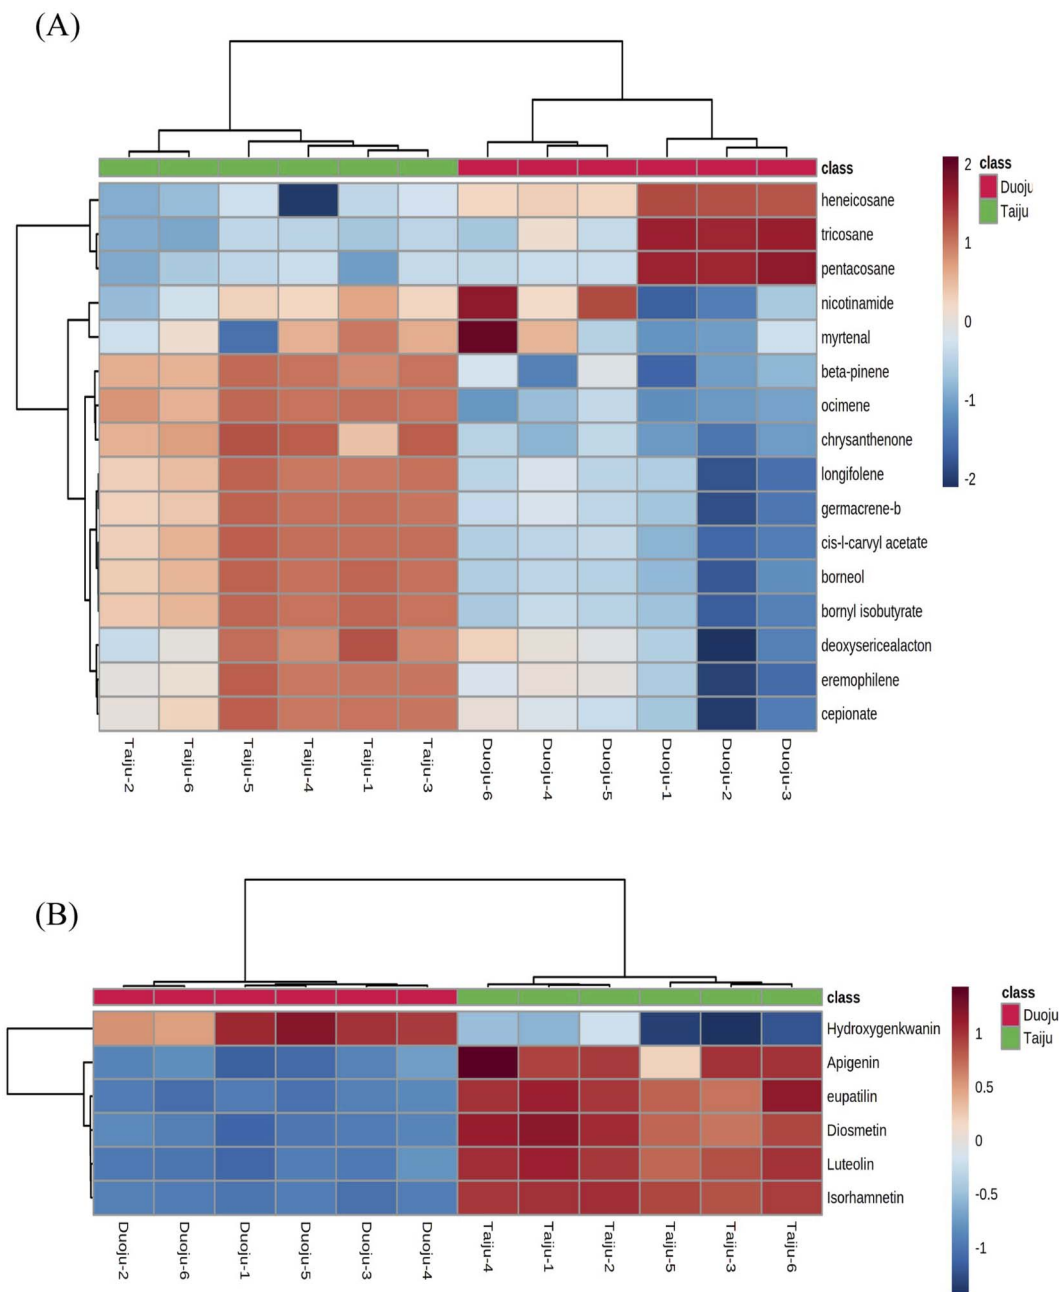 (A)
class
heneicosane
tricosane
pentacosane
nicotinamide
myrtenal
beta-pinene
ocimene
chrysanthenone
longifolene
germacrene-b
cis-l-carvyl acetate
borneol
bornyl isobutyrate
deoxysericealacton
eremophilene
cepionate
Taiju-2
Taiju-6
Taiju-5
Taiju-4
Taiju-1
Taiju-3
Duoju-6
Duoju-4
Duoju-5
Duoju-1
Duoju-2
Duoju-3
2
1
0
-1
-2
class
Duoju
Taiju
(B)
class
Hydroxygenkwanin
Apigenin
eupatilin
Diosmetin
Luteolin
Isorhamnetin
Duoju-2
Duoju-6
Duoju-1
Duoju-5
Duoju-3
Duoju-4
Taiju-4
Taiju-1
Taiju-2
Taiju-5
Taiju-3
Taiju-6
1
0.5
0
-0.5
-1
class
Duoju
Taiju